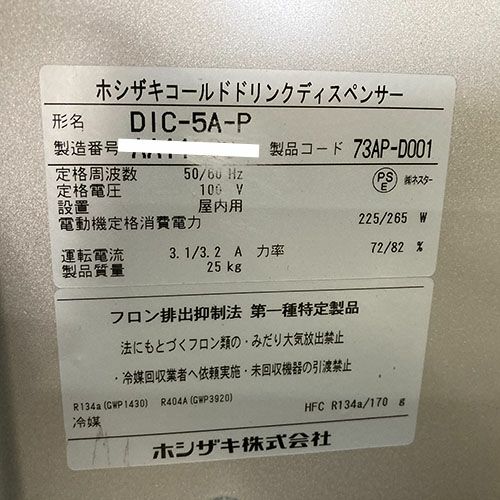 ホシザキコールドドリンクディスペンサー
形名 DIC-5A-P
製造番号 製品コード 73AP-D001
定格周波数 50/60 Hz
定格電圧 100 V PSE ㈱ネスター
設置 屋内用
電動機定格消費電力 225/265 W
運転電流 3.1/3.2 A 力率 72/82 %
製品質量 25 kg
フロン排出抑制法 第一種特定製品
法にもとづくフロン類の・みだり大気放出禁止
・冷媒回収業者へ依頼実施・未回収機器の引渡禁止
R134a(GWP1430) R404A(GWP3920) HFC R134a/170 g
冷媒
ホシザキ株式会社